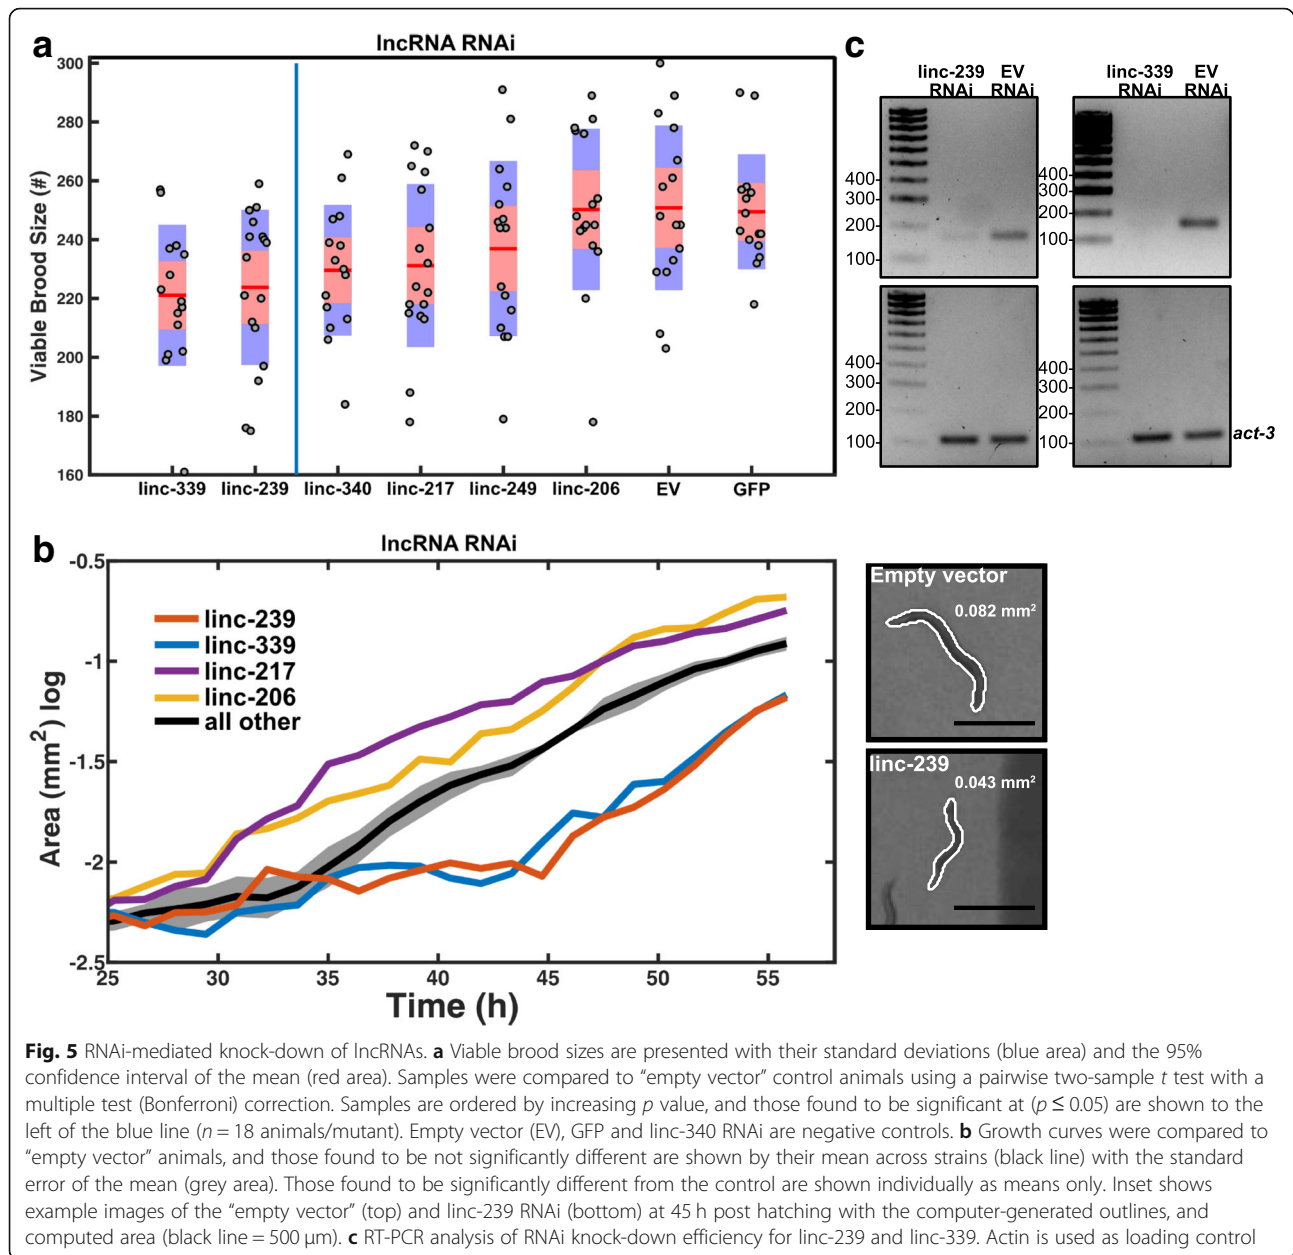 a
lncRNA RNAi
Viable Brood Size (#)
300
280
260
240
220
200
180
160
linc-339 linc-239 linc-340 linc-217 linc-249 linc-206 EV GFP
c
linc-239 EV
RNAi RNAi
400-
300-
200-
100-
linc-339 EV
RNAi RNAi
400-
300-
200-
100-
400-
300-
200-
100-
400-
300-
200-
100-
act-3
b
lncRNA RNAi
Area (mm²) log
-0.5
-1
-1.5
-2
-2.5
linc-239
linc-339
linc-217
linc-206
all other
25 30 35 40 45 50 55
Time (h)
Empty vector
0.082 mm²
linc-239
0.043 mm²
Fig. 5 RNAi-mediated knock-down of lncRNAs. a Viable brood sizes are presented with their standard deviations (blue area) and the 95%
confidence interval of the mean (red area). Samples were compared to “empty vector” control animals using a pairwise two-sample t test with a
multiple test (Bonferroni) correction. Samples are ordered by increasing p value, and those found to be significant at (p ≤ 0.05) are shown to the
left of the blue line (n = 18 animals/mutant). Empty vector (EV), GFP and linc-340 RNAi are negative controls. b Growth curves were compared to
“empty vector” animals, and those found to be not significantly different are shown by their mean across strains (black line) with the standard
error of the mean (grey area). Those found to be significantly different from the control are shown individually as means only. Inset shows
example images of the “empty vector” (top) and linc-239 RNAi (bottom) at 45 h post hatching with the computer-generated outlines, and
computed area (black line = 500 μm). c RT-PCR analysis of RNAi knock-down efficiency for linc-239 and linc-339. Actin is used as loading control